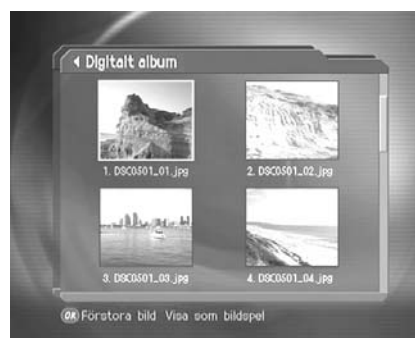 Digitalt album
1. DSC0501_01.jpg
2. DSC0501_02.jpg
3. DSC0501_03.jpg
4. DSC0501_04.jpg
OK Förstora bild Visa som bildspel